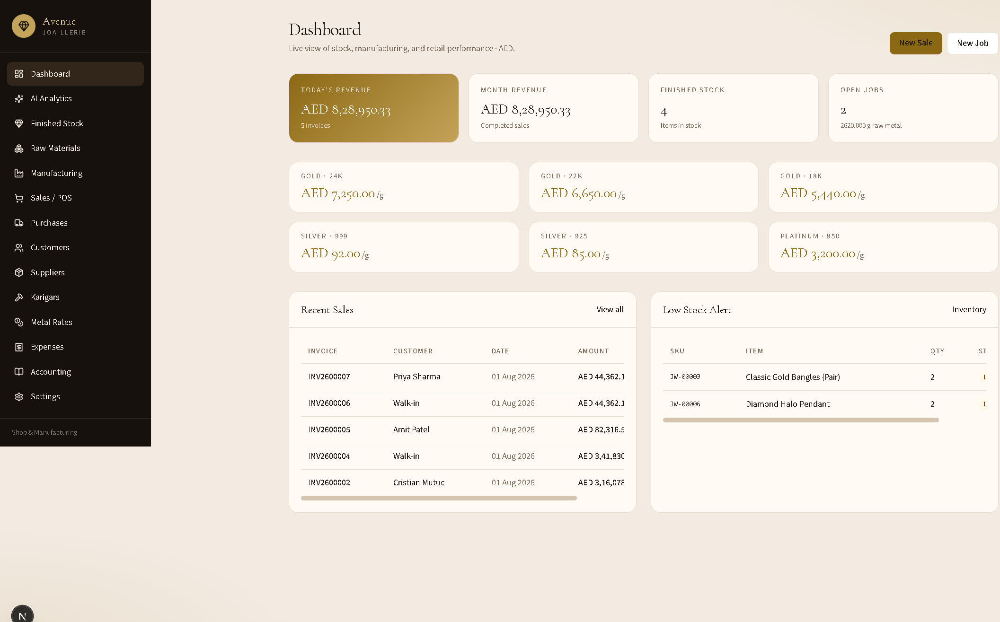 Avenue
JOAILLERIE
Dashboard
AI Analytics
Finished Stock
Raw Materials
Manufacturing
Sales / POS
Purchases
Customers
Suppliers
Karigars
Metal Rates
Expenses
Accounting
Settings
Shop & Manufacturing
Dashboard
Live view of stock, manufacturing, and retail performance · AED.
New Sale
New Job
TODAY'S REVENUE
AED 8,28,950.33
5 invoices
MONTH REVENUE
AED 8,28,950.33
Completed sales
FINISHED STOCK
4
Items in stock
OPEN JOBS
2
2620.000 g raw metal
GOLD · 24K
AED 7,250.00 /g
GOLD · 22K
AED 6,650.00 /g
GOLD · 18K
AED 5,440.00 /g
SILVER · 999
AED 92.00 /g
SILVER · 925
AED 85.00 /g
PLATINUM · 950
AED 3,200.00 /g
Recent Sales
View all
INVOICE CUSTOMER DATE AMOUNT
INV2600007 Priya Sharma 01 Aug 2026 AED 44,362.1
INV2600006 Walk-in 01 Aug 2026 AED 44,362.1
INV2600005 Amit Patel 01 Aug 2026 AED 82,316.5
INV2600004 Walk-in 01 Aug 2026 AED 3,41,830
INV2600002 Cristian Mutuc 01 Aug 2026 AED 3,16,078
Low Stock Alert
Inventory
SKU ITEM QTY ST
JW-00003 Classic Gold Bangles (Pair) 2 L
JW-00006 Diamond Halo Pendant 2 L
N